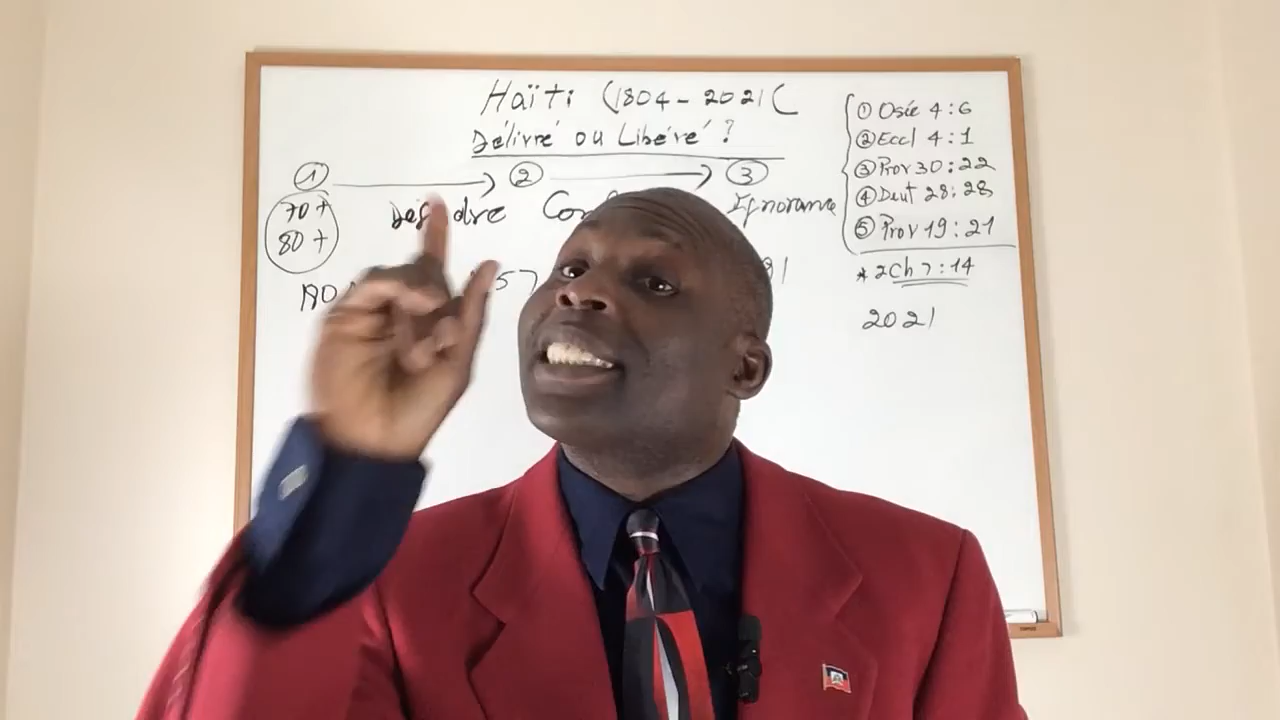 Haïti (1804 - 2021(
Délivré ou Libéré ?
① → ② → ③
70+
80+
Ignorance
2021
① Osée 4:6
② Eccl 4:1
③ Prov 30:22
④ Deut 28:28
⑤ Prov 19:21
* 2Ch 7:14